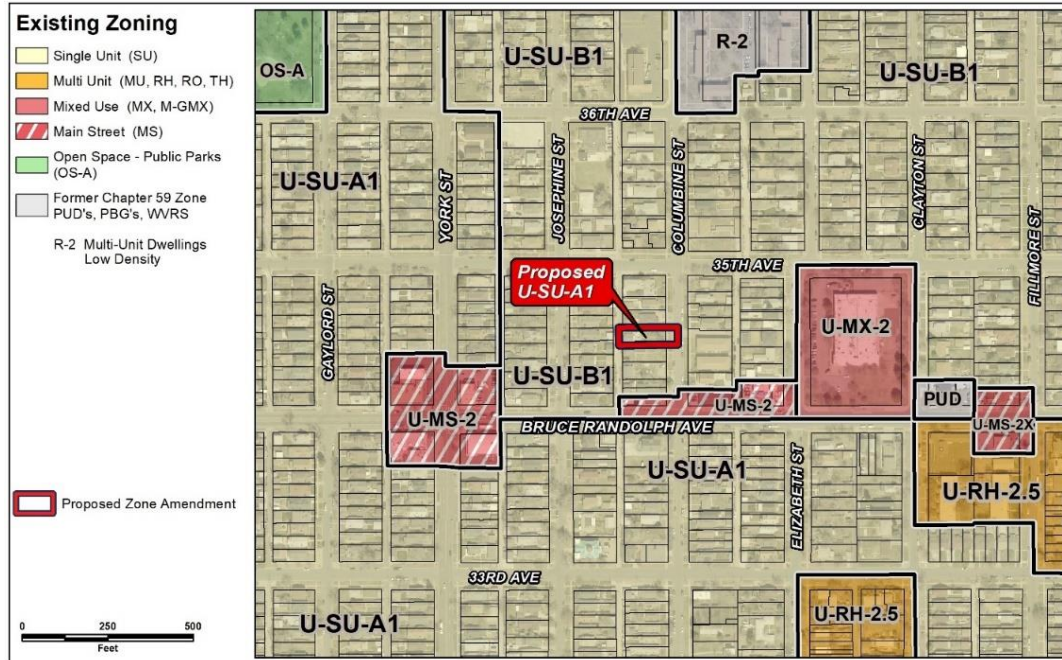 Existing Zoning
Single Unit (SU)
Multi Unit (MU, RH, RO, TH)
Mixed Use (MX, M-GMX)
Main Street (MS)
Open Space - Public Parks
(OS-A)
Former Chapter 59 Zone
PUD's, PBG's, WVRS
R-2 Multi-Unit Dwellings
Low Density
Proposed Zone Amendment
0 250 500
Feet
OS-A
U-SU-B1
R-2
U-SU-B1
36TH AVE
U-SU-A1
YORK ST
JOSEPHINE ST
COLUMBINE ST
CLAYTON ST
FILLMORE ST
35TH AVE
Proposed
U-SU-A1
GAYLORD ST
U-MX-2
U-SU-B1
U-MS-2
U-MS-2
PUD
U-MS-2X
BRUCE RANDOLPH AVE
U-SU-A1
ELIZABETH ST
U-RH-2.5
33RD AVE
U-SU-A1
U-RH-2.5